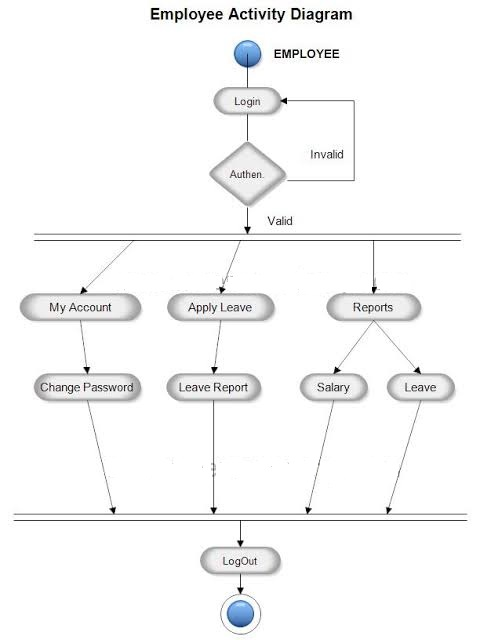 Employee Activity Diagram
EMPLOYEE
Login
Invalid
Authen.
Valid
My Account
Apply Leave
Reports
Change Password
Leave Report
Salary
Leave
LogOut